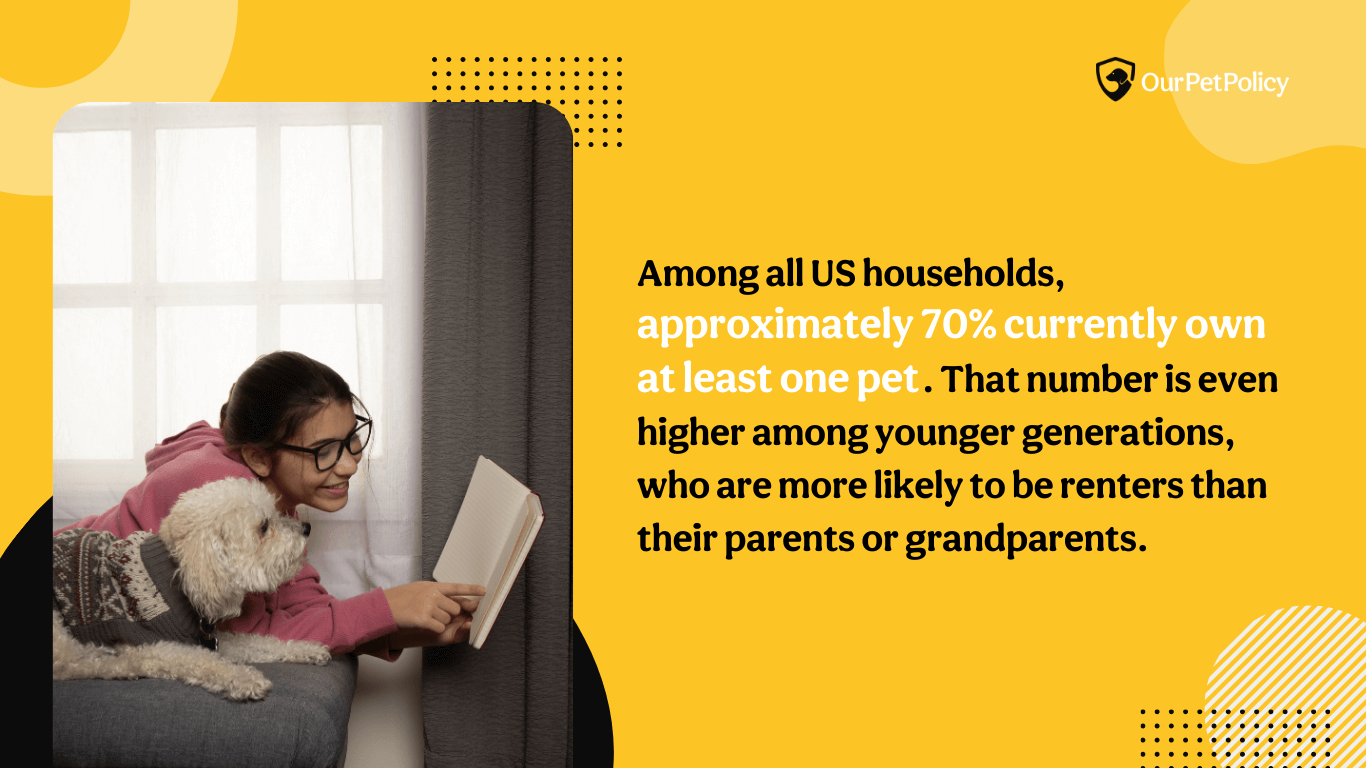 OurPetPolicy
Among all US households,
approximately 70% currently own
at least one pet. That number is even
higher among younger generations,
who are more likely to be renters than
their parents or grandparents.